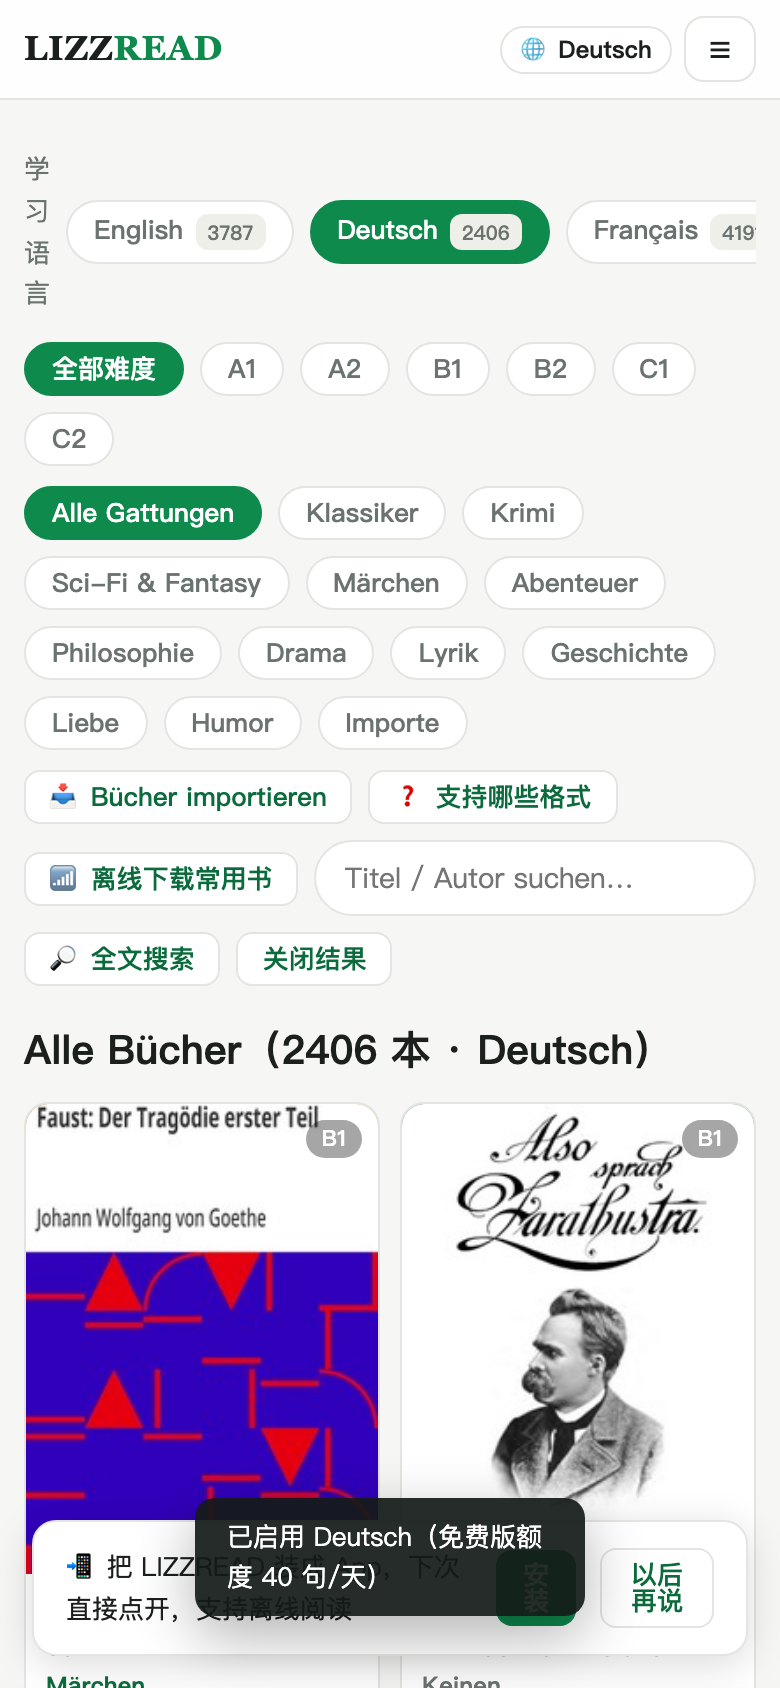 LIZZREAD
🌐 Deutsch
学
习
语
言
English 3787
Deutsch 2406
Français 419
全部难度 A1 A2 B1 B2 C1
C2
Alle Gattungen Klassiker Krimi
Sci-Fi & Fantasy Märchen Abenteuer
Philosophie Drama Lyrik Geschichte
Liebe Humor Importe
📥 Bücher importieren ❓ 支持哪些格式
📶 离线下载常用书 Titel / Autor suchen...
🔎 全文搜索 关闭结果
Alle Bücher（2406 本 · Deutsch）
Faust: Der Tragödie erster Teil
B1
Johann Wolfgang von Goethe
Also
sprach
Zarathustra.
B1
已启用 Deutsch（免费版额
度 40 句/天）
📲 把 LIZZREAD 装成 App，下次
直接点开，支持离线阅读
安
装
以后
再说
Märchen
Keinen